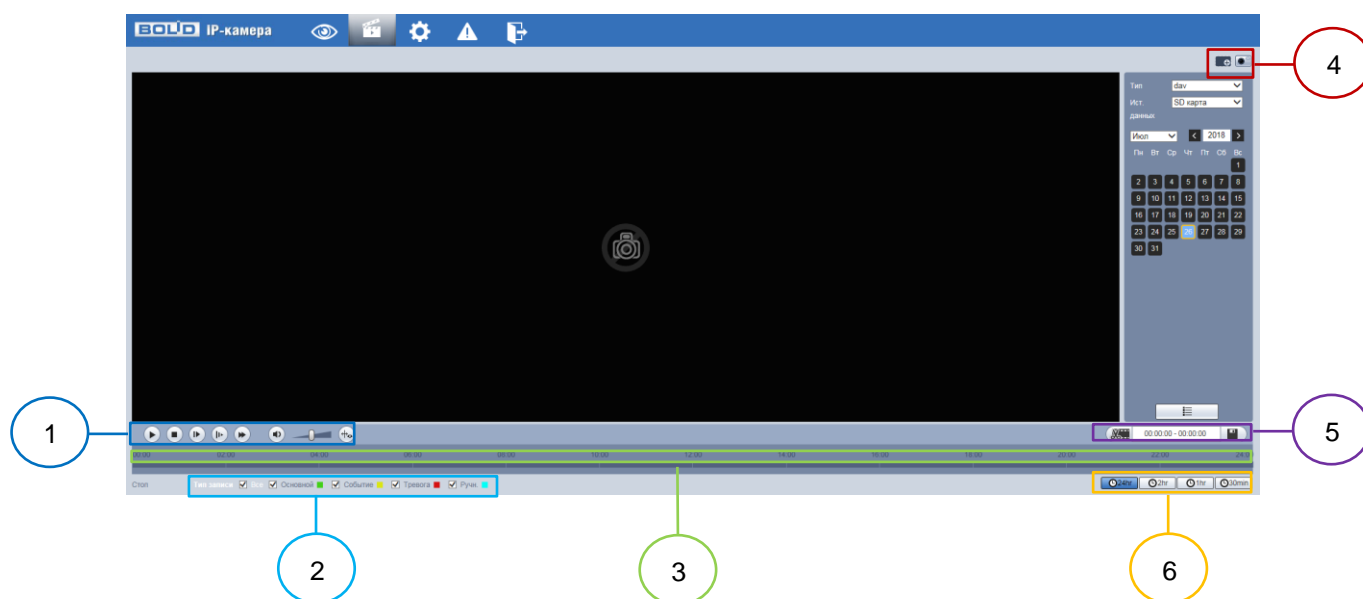 BOLID IP-камера
4
Тип dav
Ист. данных SD карта
Июл 2018
Пн Вт Ср Чт Пт Сб Вс
1
2 3 4 5 6 7 8
9 10 11 12 13 14 15
16 17 18 19 20 21 22
23 24 25 26 27 28 29
30 31
1
00:00:00 - 00:00:00
5
00:00 02:00 04:00 06:00 08:00 10:00 12:00 14:00 16:00 18:00 20:00 22:00 24:00
Стоп Тип записи Все Основной Событие Тревога Ручн. 24hr 2hr 1hr 30min
2
3
6